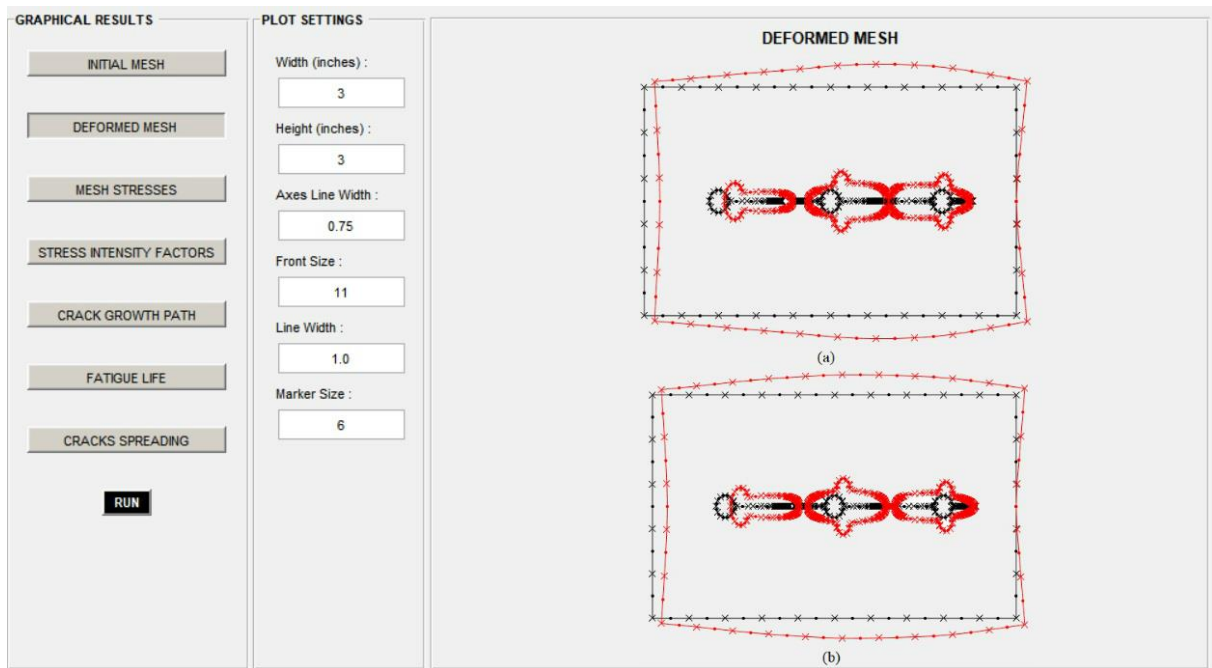 GRAPHICAL RESULTS
INITIAL MESH
DEFORMED MESH
MESH STRESSES
STRESS INTENSITY FACTORS
CRACK GROWTH PATH
FATIGUE LIFE
CRACKS SPREADING
RUN
PLOT SETTINGS
Width (inches) :
3
Height (inches) :
3
Axes Line Width :
0.75
Front Size :
11
Line Width :
1.0
Marker Size :
6
DEFORMED MESH
(a)
(b)